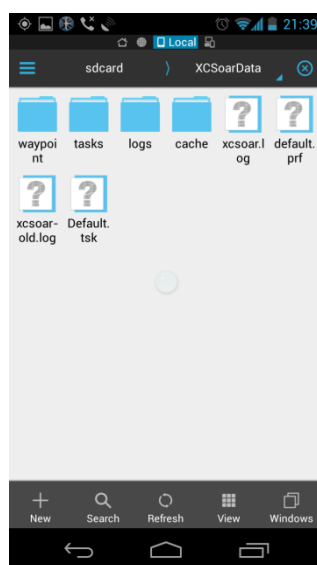 21:39
Local
sdcard 〉 XCSoarData
waypoi
nt
tasks
logs
cache
xcsoar.l
og
default.
prf
xcsoar-
old.log
Default.
tsk
New Search Refresh View Windows